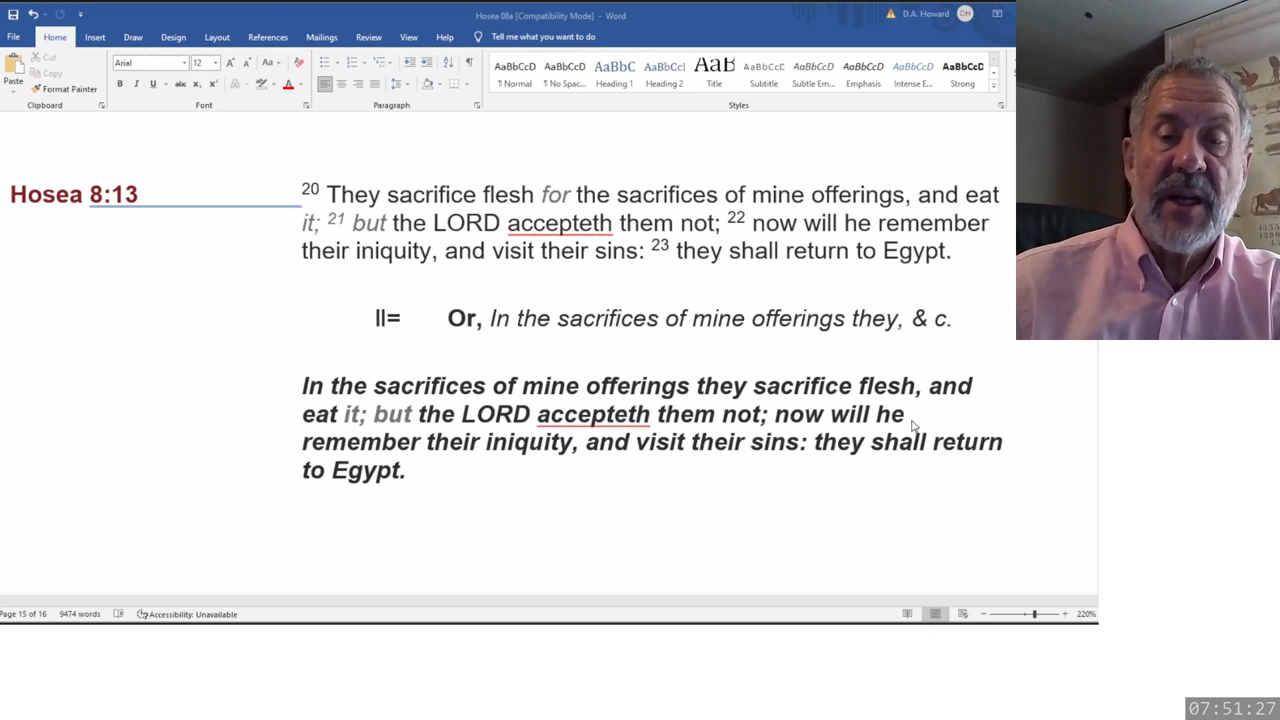 Hosea 08a [Compatibility Mode] - Word
D.A. Howard
DH
File Home Insert Draw Design Layout References Mailings Review View Help Tell me what you want to do
Paste
Cut
Copy
Format Painter
Clipboard
Arial 12
Font
Paragraph
AaBbCcD AaBbCcD AaBbC AaBbCcI AaB AaBbCcD AaBbCcD AaBbCcD AaBbCcD AaBbCcD
¶ Normal ¶ No Spac... Heading 1 Heading 2 Title Subtitle Subtle Em... Emphasis Intense E... Strong
Styles
Hosea 8:13
20 They sacrifice flesh for the sacrifices of mine offerings, and eat
it; 21 but the LORD accepteth them not; 22 now will he remember
their iniquity, and visit their sins: 23 they shall return to Egypt.
ǁ= Or, In the sacrifices of mine offerings they, & c.
In the sacrifices of mine offerings they sacrifice flesh, and
eat it; but the LORD accepteth them not; now will he
remember their iniquity, and visit their sins: they shall return
to Egypt.
Page 15 of 16 9474 words Accessibility: Unavailable 220%
07:51:27